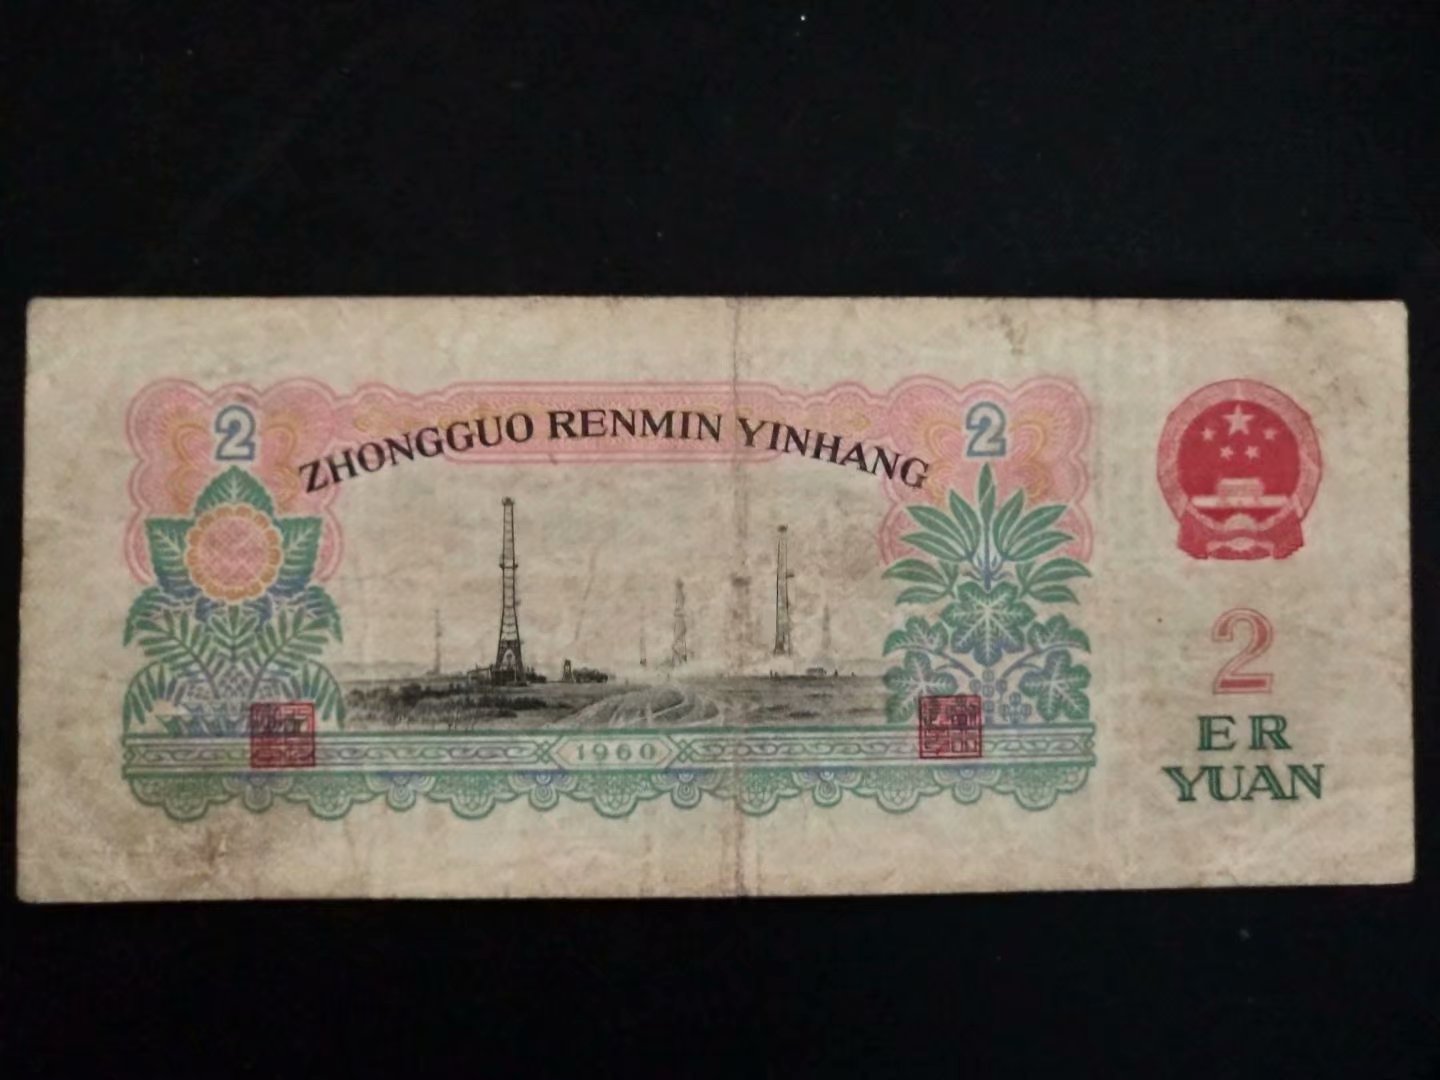 2
2
ZHONGGUO RENMIN YINHANG
1960
2
ER
YUAN